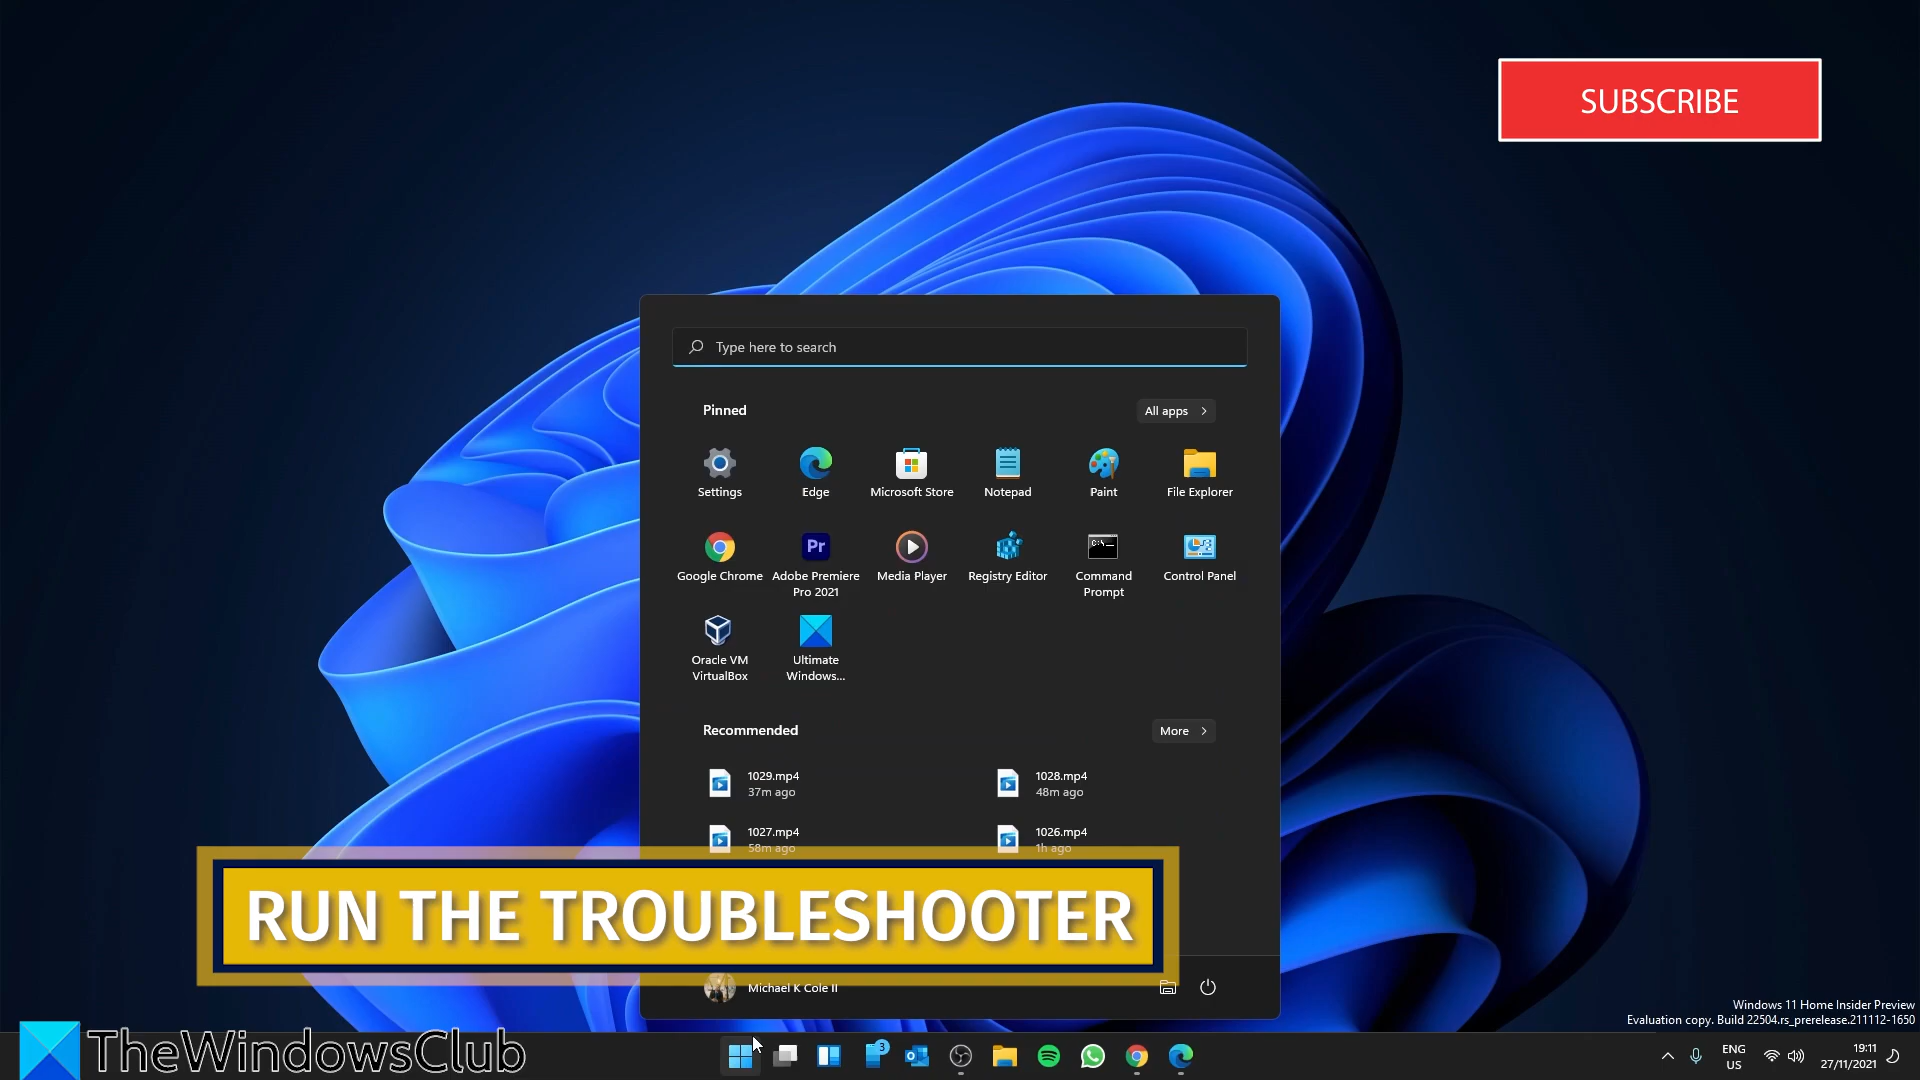 SUBSCRIBE
Type here to search
Pinned
All apps
Settings
Edge
Microsoft Store
Notepad
Paint
File Explorer
Google Chrome
Pr
Adobe Premiere
Pro 2021
Media Player
Registry Editor
C:\
Command
Prompt
Control Panel
Oracle VM
VirtualBox
Ultimate
Windows...
Recommended
More
1029.mp4
37m ago
1028.mp4
48m ago
1027.mp4
58m ago
1026.mp4
1h ago
RUN THE TROUBLESHOOTER
Michael K Cole II
Windows 11 Home Insider Preview
Evaluation copy. Build 22504.rs_prerelease.211112-1650
TheWindowsClub
3
ENG
US
19:11
27/11/2021